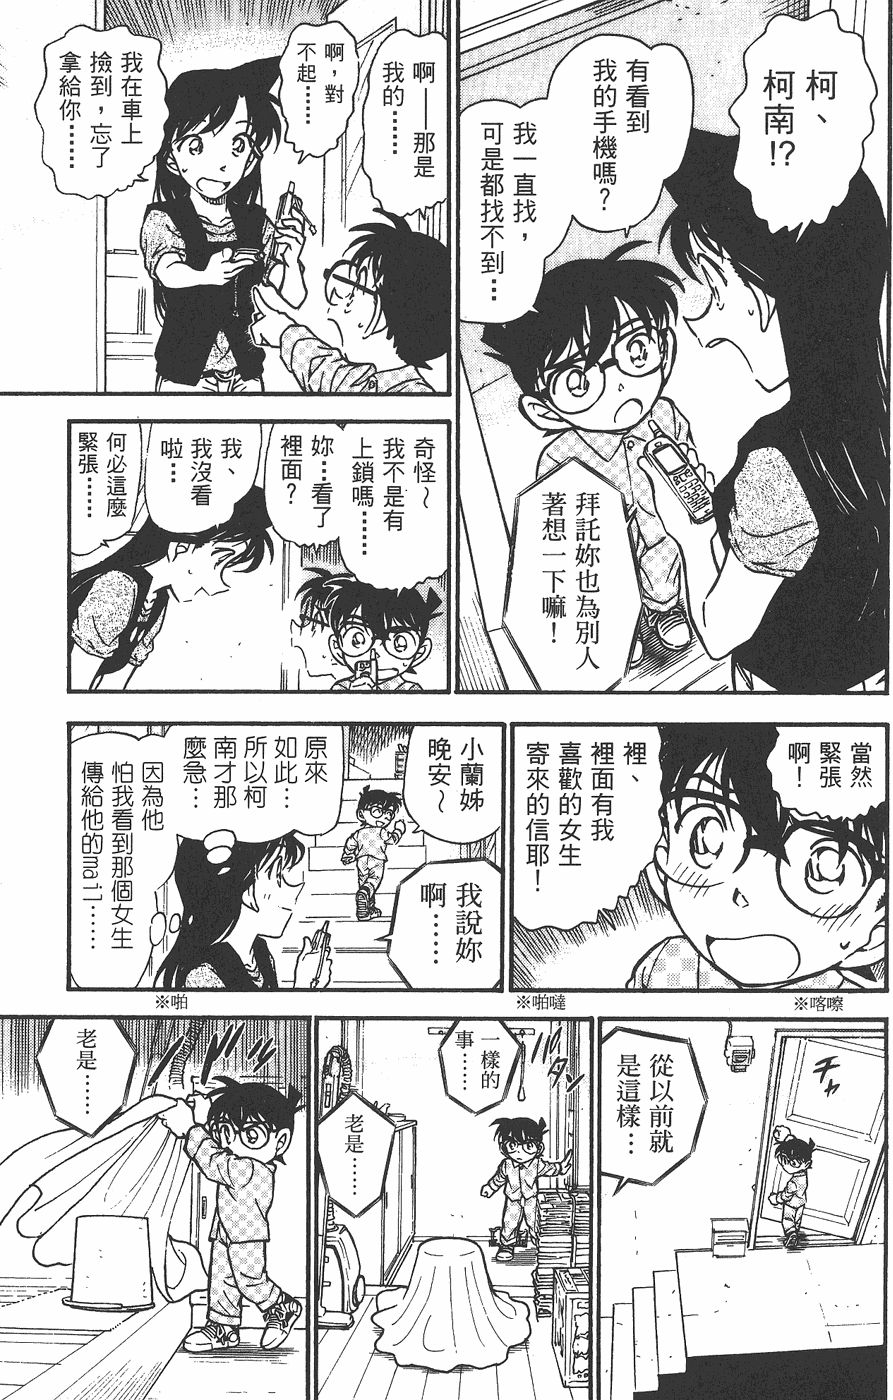 柯、
柯南!?
有看到
我的手機嗎?
我一直找，
可是都找不到…
拜託妳也為別人
著想一下嘛!
啊——那是
我的……
啊，對
不起……
我在車上
撿到，忘了
拿給你……
奇怪~
我不是有
上鎖嗎……
妳…看了
裡面?
我、
我沒看
啦…
何必這麼
緊張……
當然
緊張
啊!
裡、
裡面有我
喜歡的女生
寄來的信耶!
小蘭姊
晚安~
我說妳
啊……
原來
如此…
所以柯
南才那
麼急…
因為他
怕我看到那個女生
傳給他的mail……
※喀嚓
チャ
從以前就
是這樣…
※啪噠
バタン
一樣的
事……
老是…
※啪
老是……